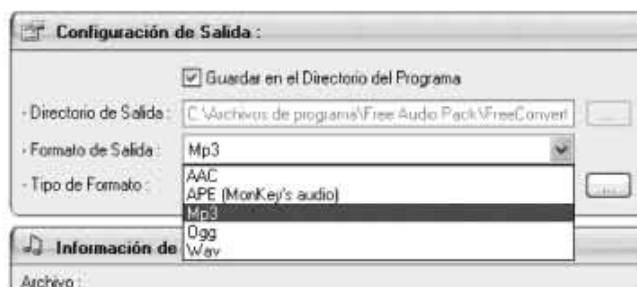 Configuración de Salida :
Guardar en el Directorio del Programa
- Directorio de Salida : C:\Archivos de programa\Free Audio Pack\FreeConvert ...
- Formato de Salida : Mp3
- Tipo de Formato : ...
AAC
APE (MonKey's audio)
Mp3
Ogg
Wav
Información de
Archivo :